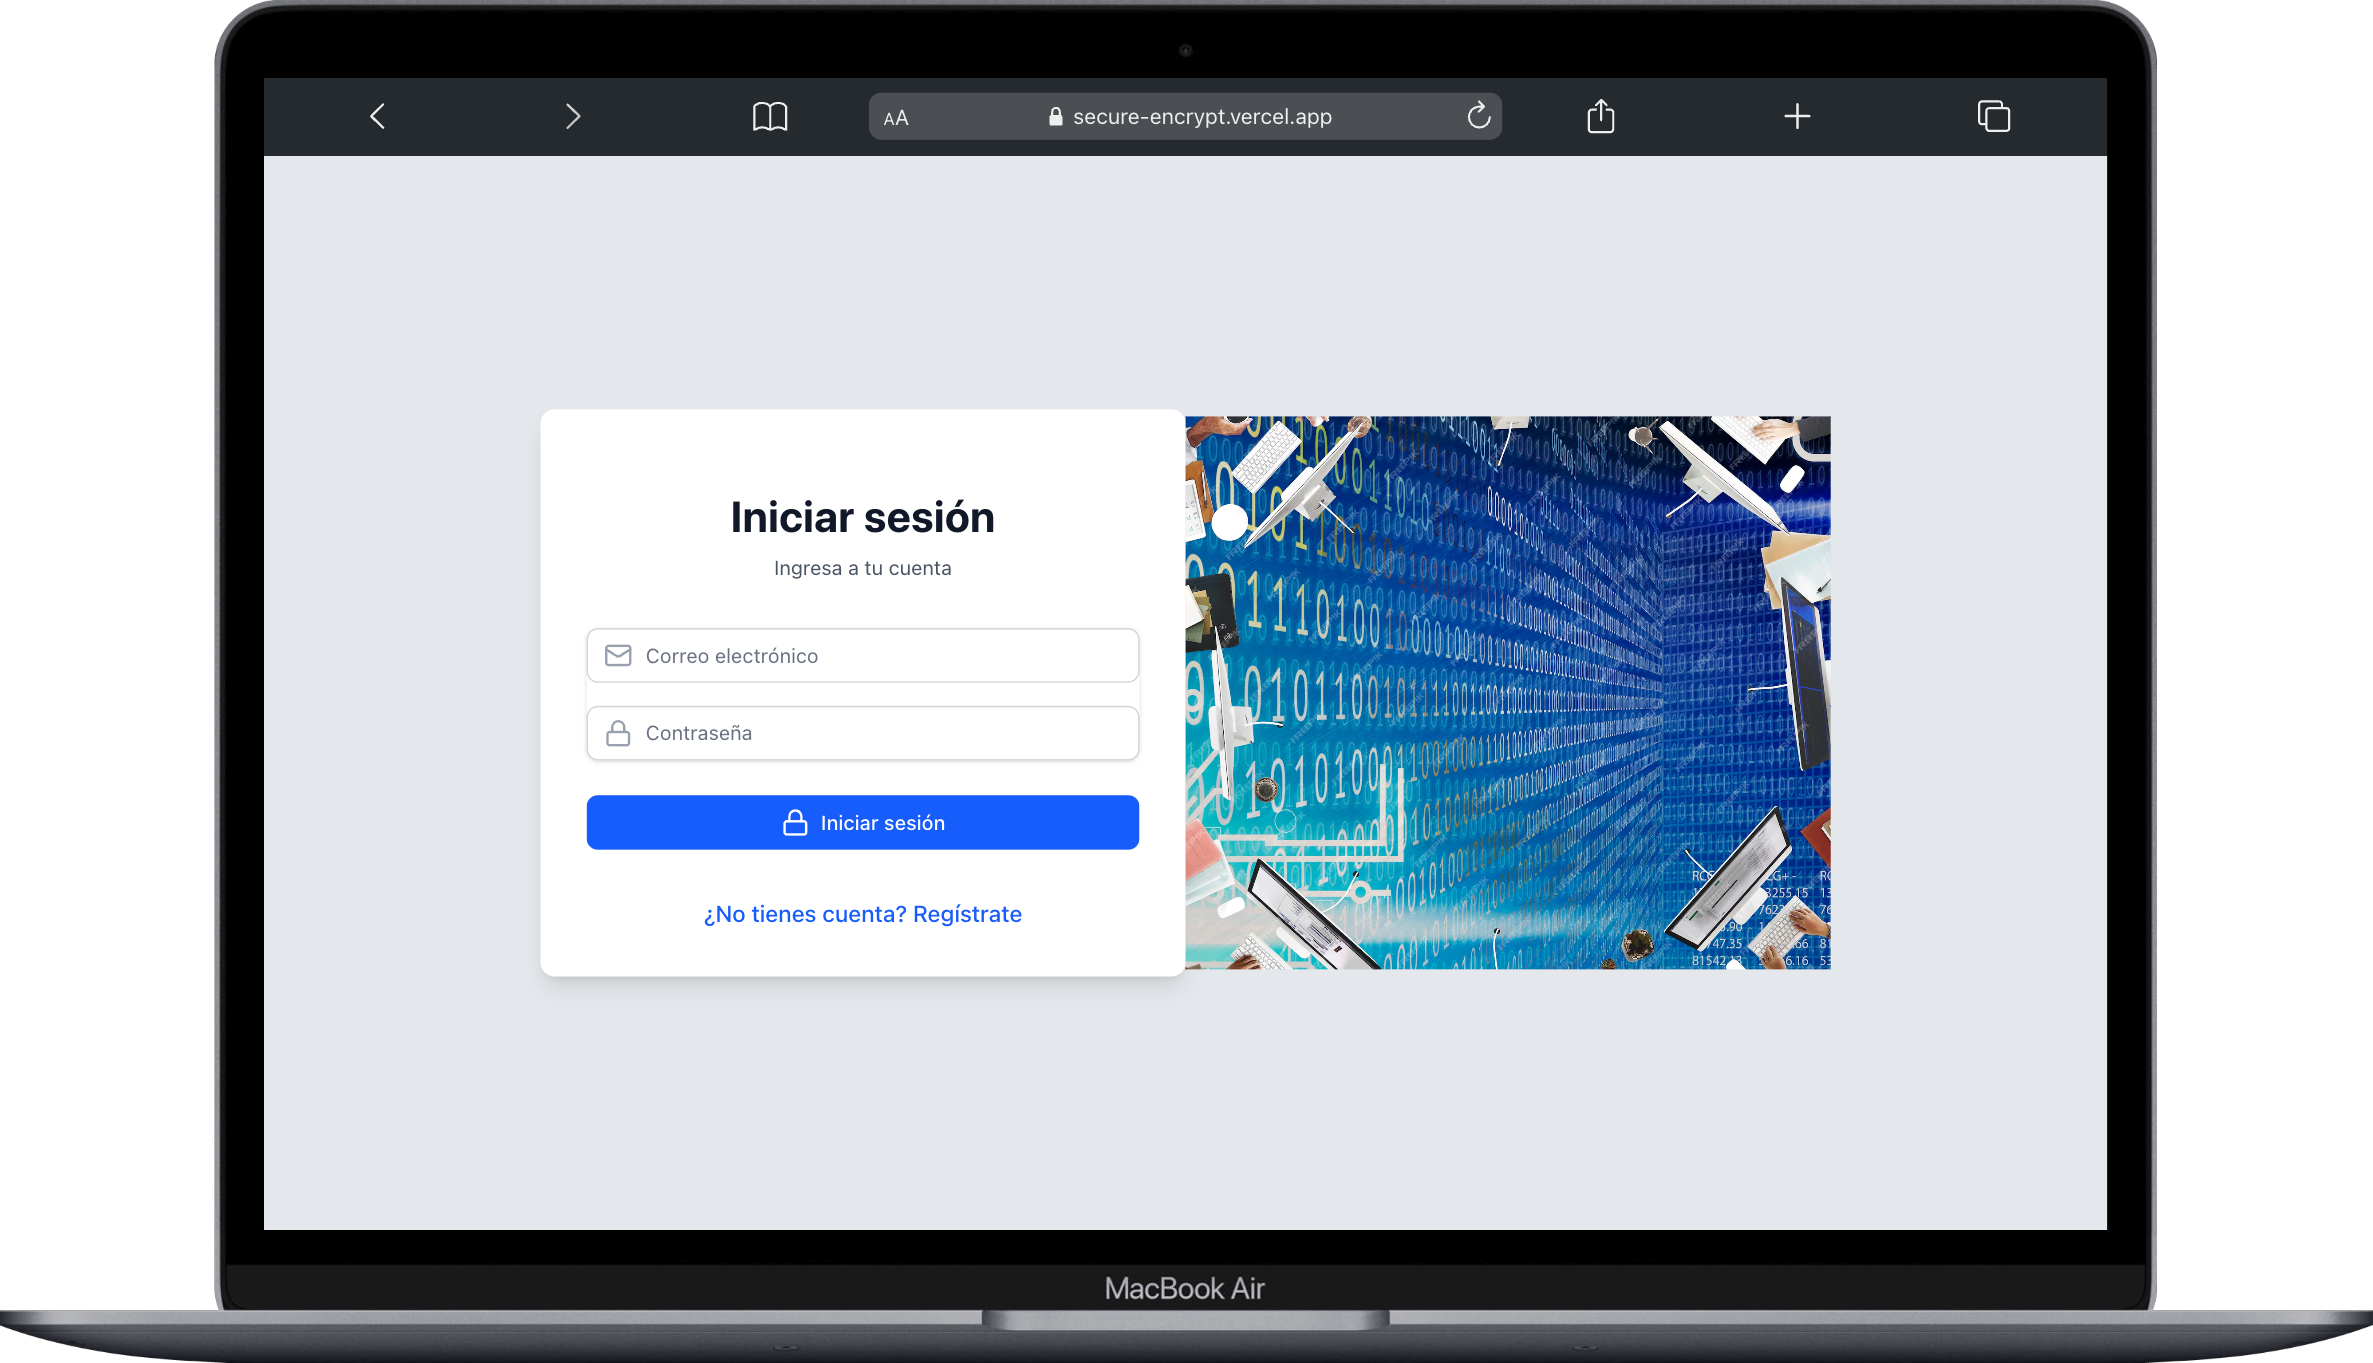 AA
secure-encrypt.vercel.app
Iniciar sesión
Ingresa a tu cuenta
Correo electrónico
Contraseña
Iniciar sesión
¿No tienes cuenta? Regístrate
MacBook Air